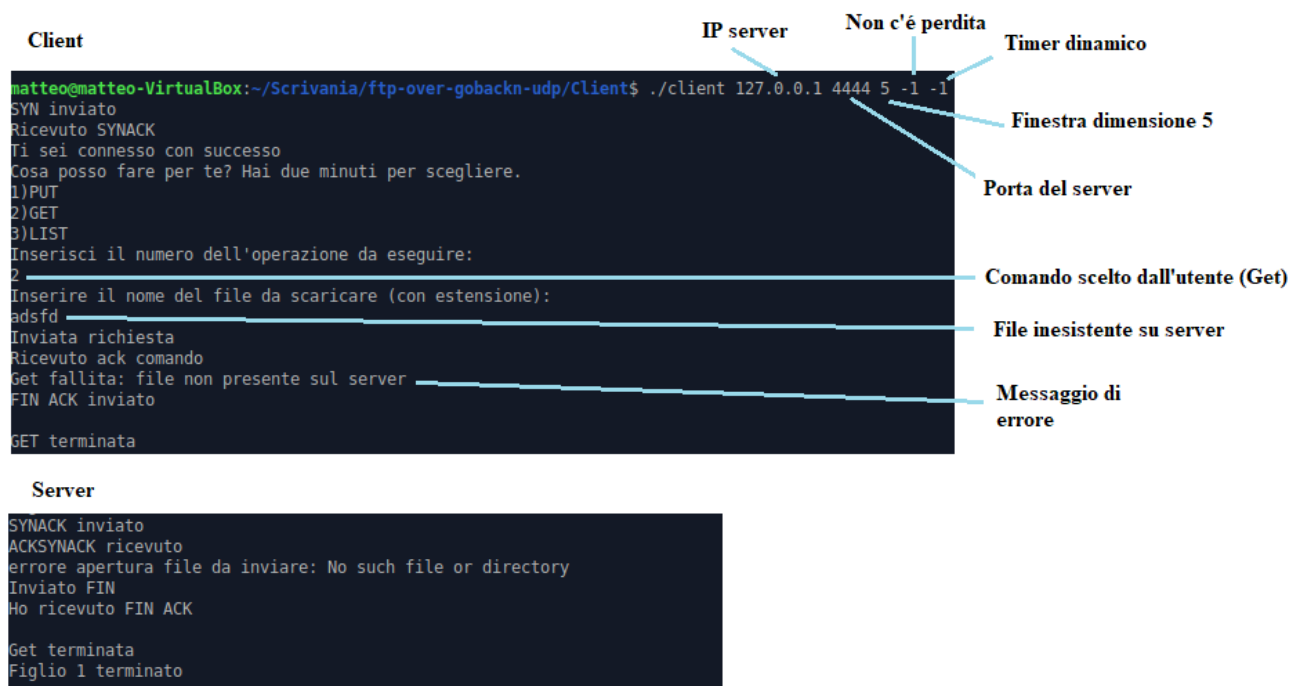 Client
IP server
Non c'é perdita
Timer dinamico
matteo@matteo-VirtualBox:~/Scrivania/ftp-over-gobackn-udp/Client$ ./client 127.0.0.1 4444 5 -1 -1
SYN inviato
Ricevuto SYNACK
Ti sei connesso con successo
Cosa posso fare per te? Hai due minuti per scegliere.
1)PUT
2)GET
3)LIST
Inserisci il numero dell'operazione da eseguire:
2
Inserire il nome del file da scaricare (con estensione):
adsfd
Inviata richiesta
Ricevuto ack comando
Get fallita: file non presente sul server
FIN ACK inviato
GET terminata
Finestra dimensione 5
Porta del server
Comando scelto dall'utente (Get)
File inesistente su server
Messaggio di
errore
Server
SYNACK inviato
ACKSYNACK ricevuto
errore apertura file da inviare: No such file or directory
Inviato FIN
Ho ricevuto FIN ACK
Get terminata
Figlio 1 terminato